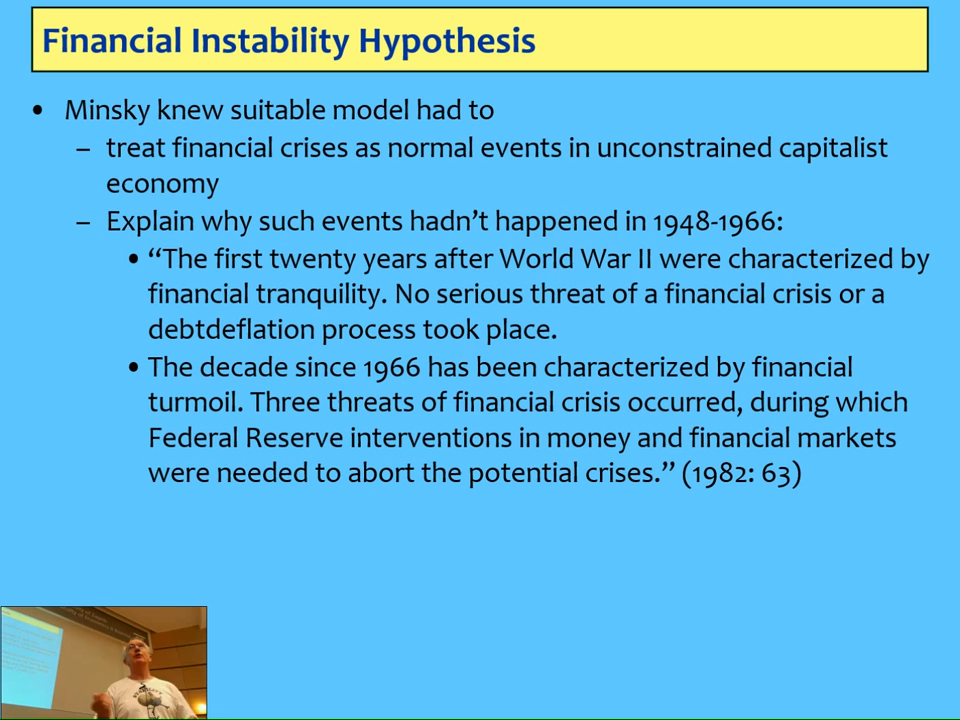 Financial Instability Hypothesis
• Minsky knew suitable model had to
– treat financial crises as normal events in unconstrained capitalist
economy
– Explain why such events hadn’t happened in 1948-1966:
• “The first twenty years after World War II were characterized by
financial tranquility. No serious threat of a financial crisis or a
debtdeflation process took place.
• The decade since 1966 has been characterized by financial
turmoil. Three threats of financial crisis occurred, during which
Federal Reserve interventions in money and financial markets
were needed to abort the potential crises.” (1982: 63)